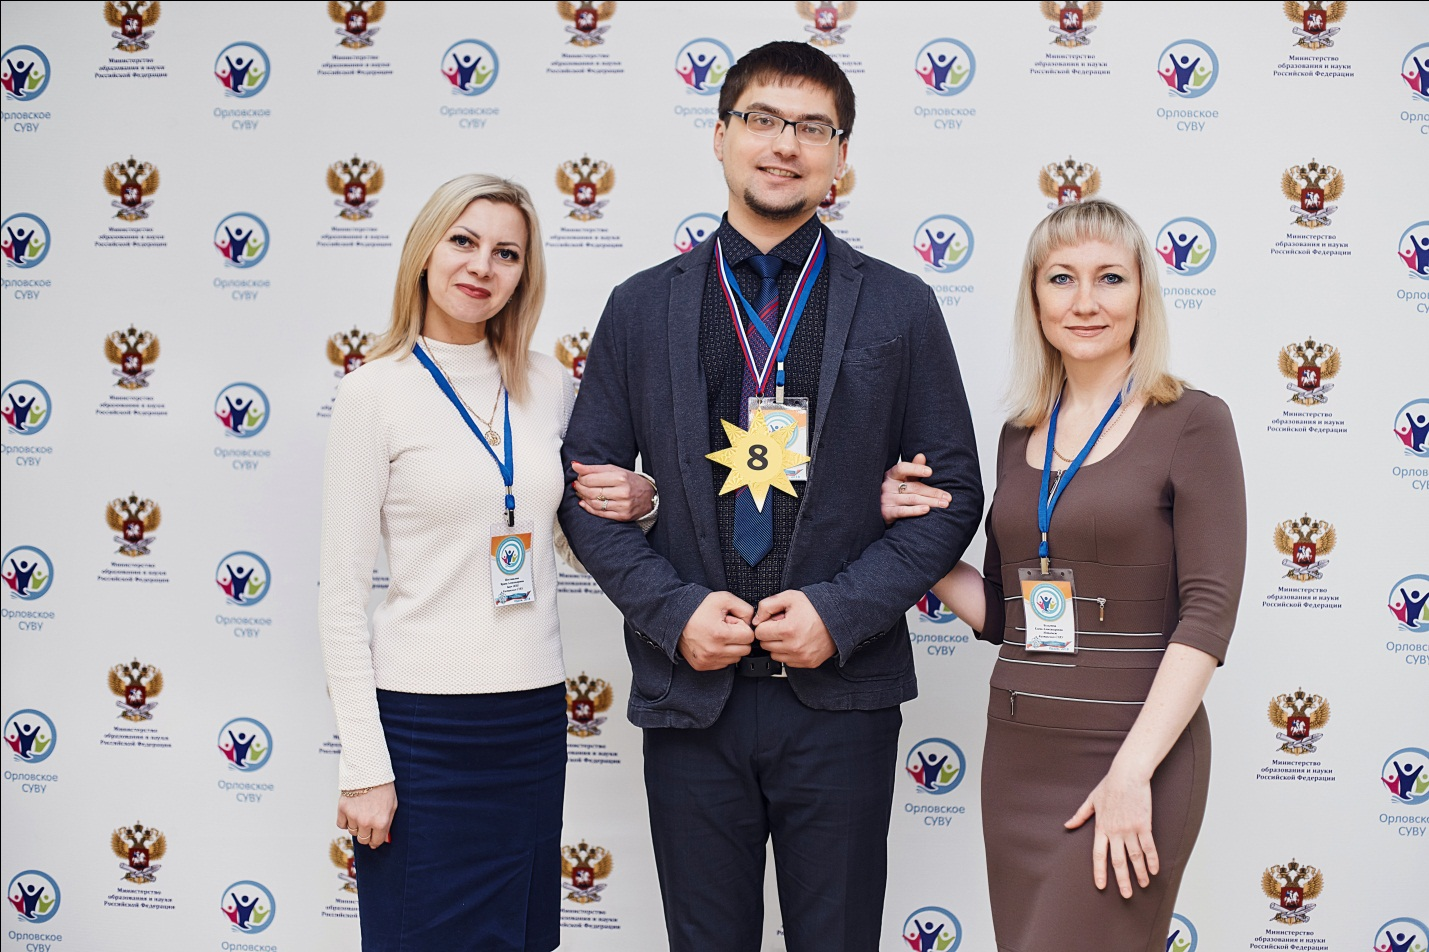 Министерство
образования и науки
Российской Федерации
Орловское
СУВУ
8